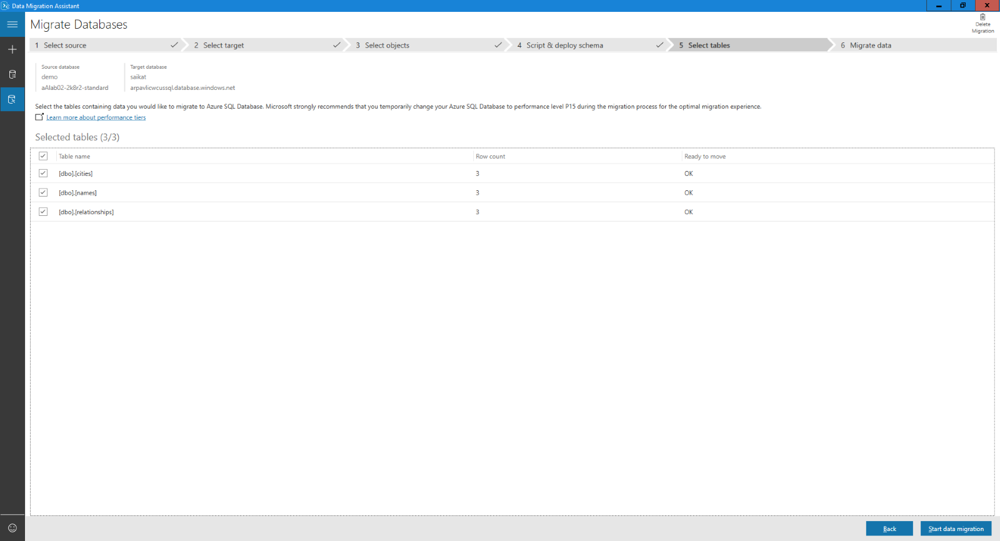 Data Migration Assistant
Migrate Databases
Delete
Migration
1 Select source
2 Select target
3 Select objects
4 Script & deploy schema
5 Select tables
6 Migrate data
Source database
demo
aAlab02-2k8r2-standard
Target database
saikat
arpavlicwcussql.database.windows.net
Select the tables containing data you would like to migrate to Azure SQL Database. Microsoft strongly recommends that you temporarily change your Azure SQL Database to performance level P15 during the migration process for the optimal migration experience.
Learn more about performance tiers
Selected tables (3/3)
Table name Row count Ready to move
[dbo].[cities] 3 OK
[dbo].[names] 3 OK
[dbo].[relationships] 3 OK
Back
Start data migration